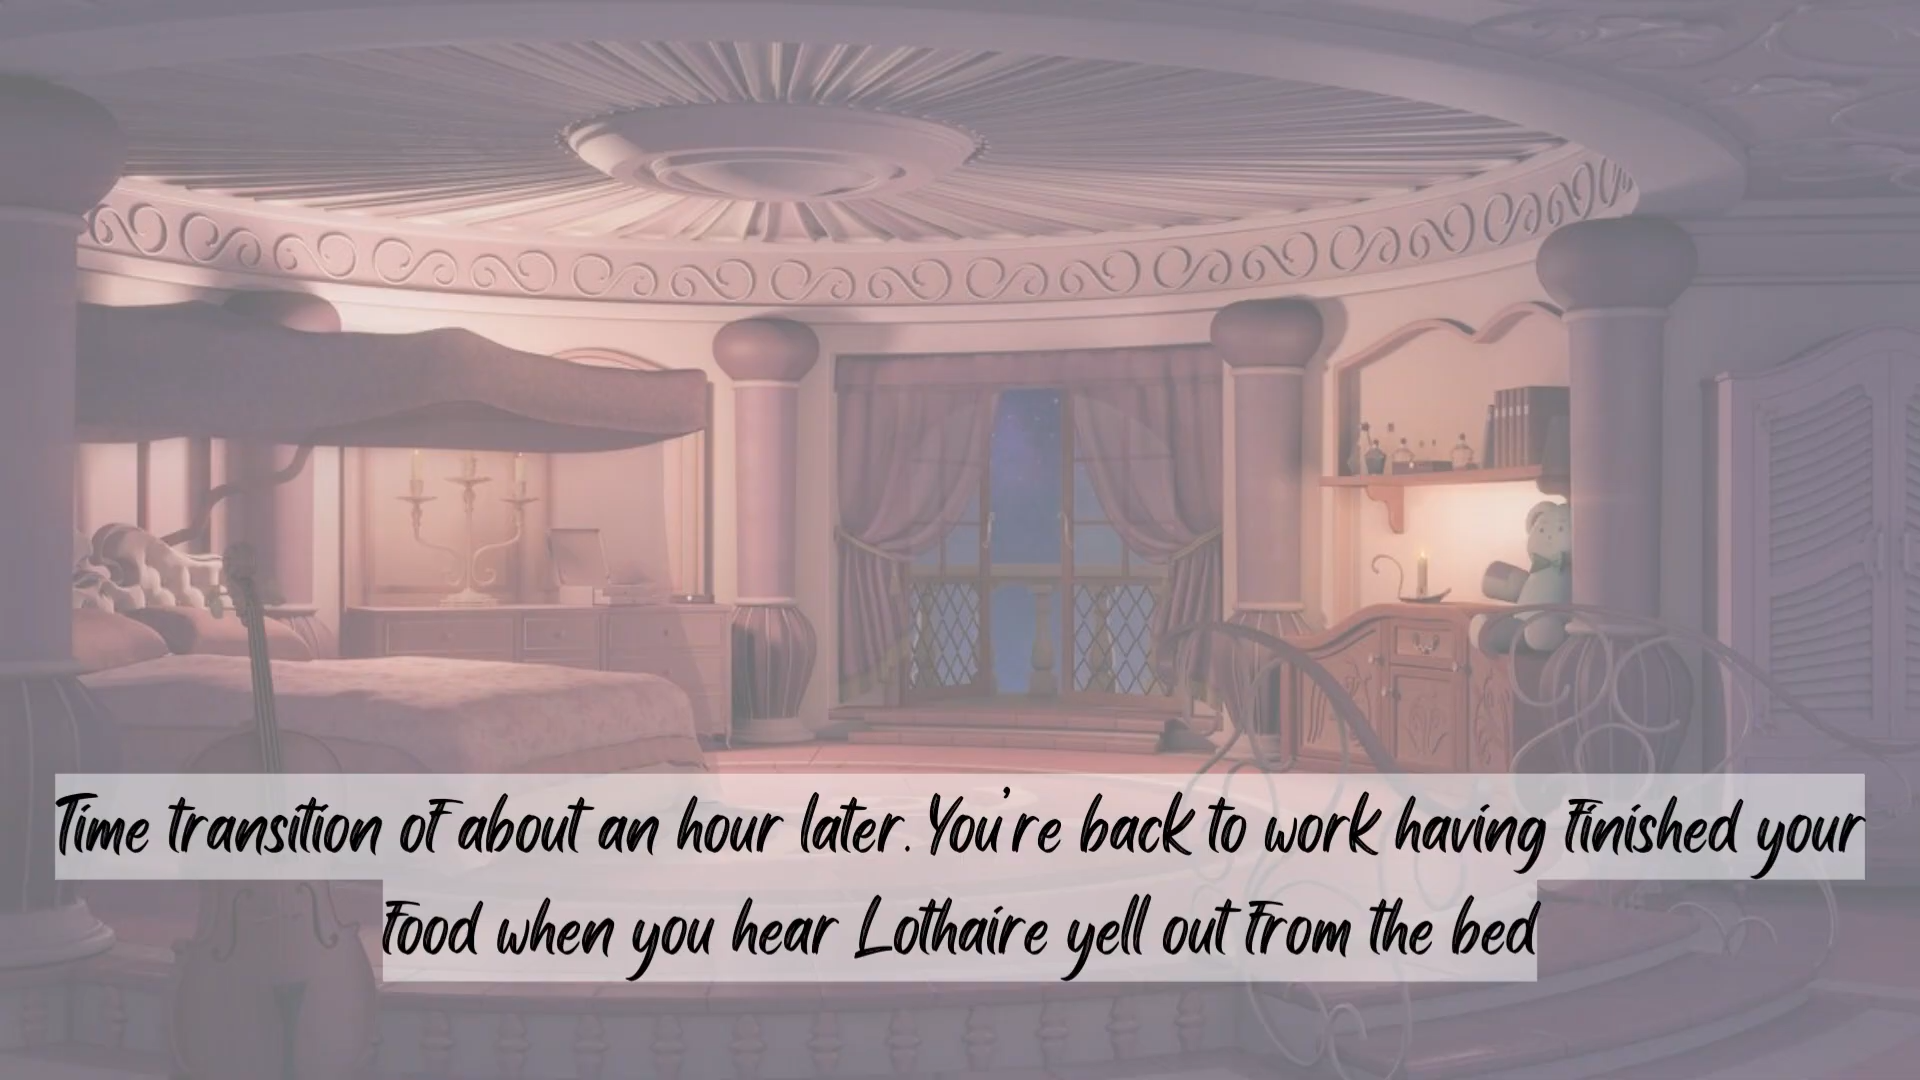 Time transition of about an hour later. You're back to work having finished your
food when you hear Lothaire yell out from the bed